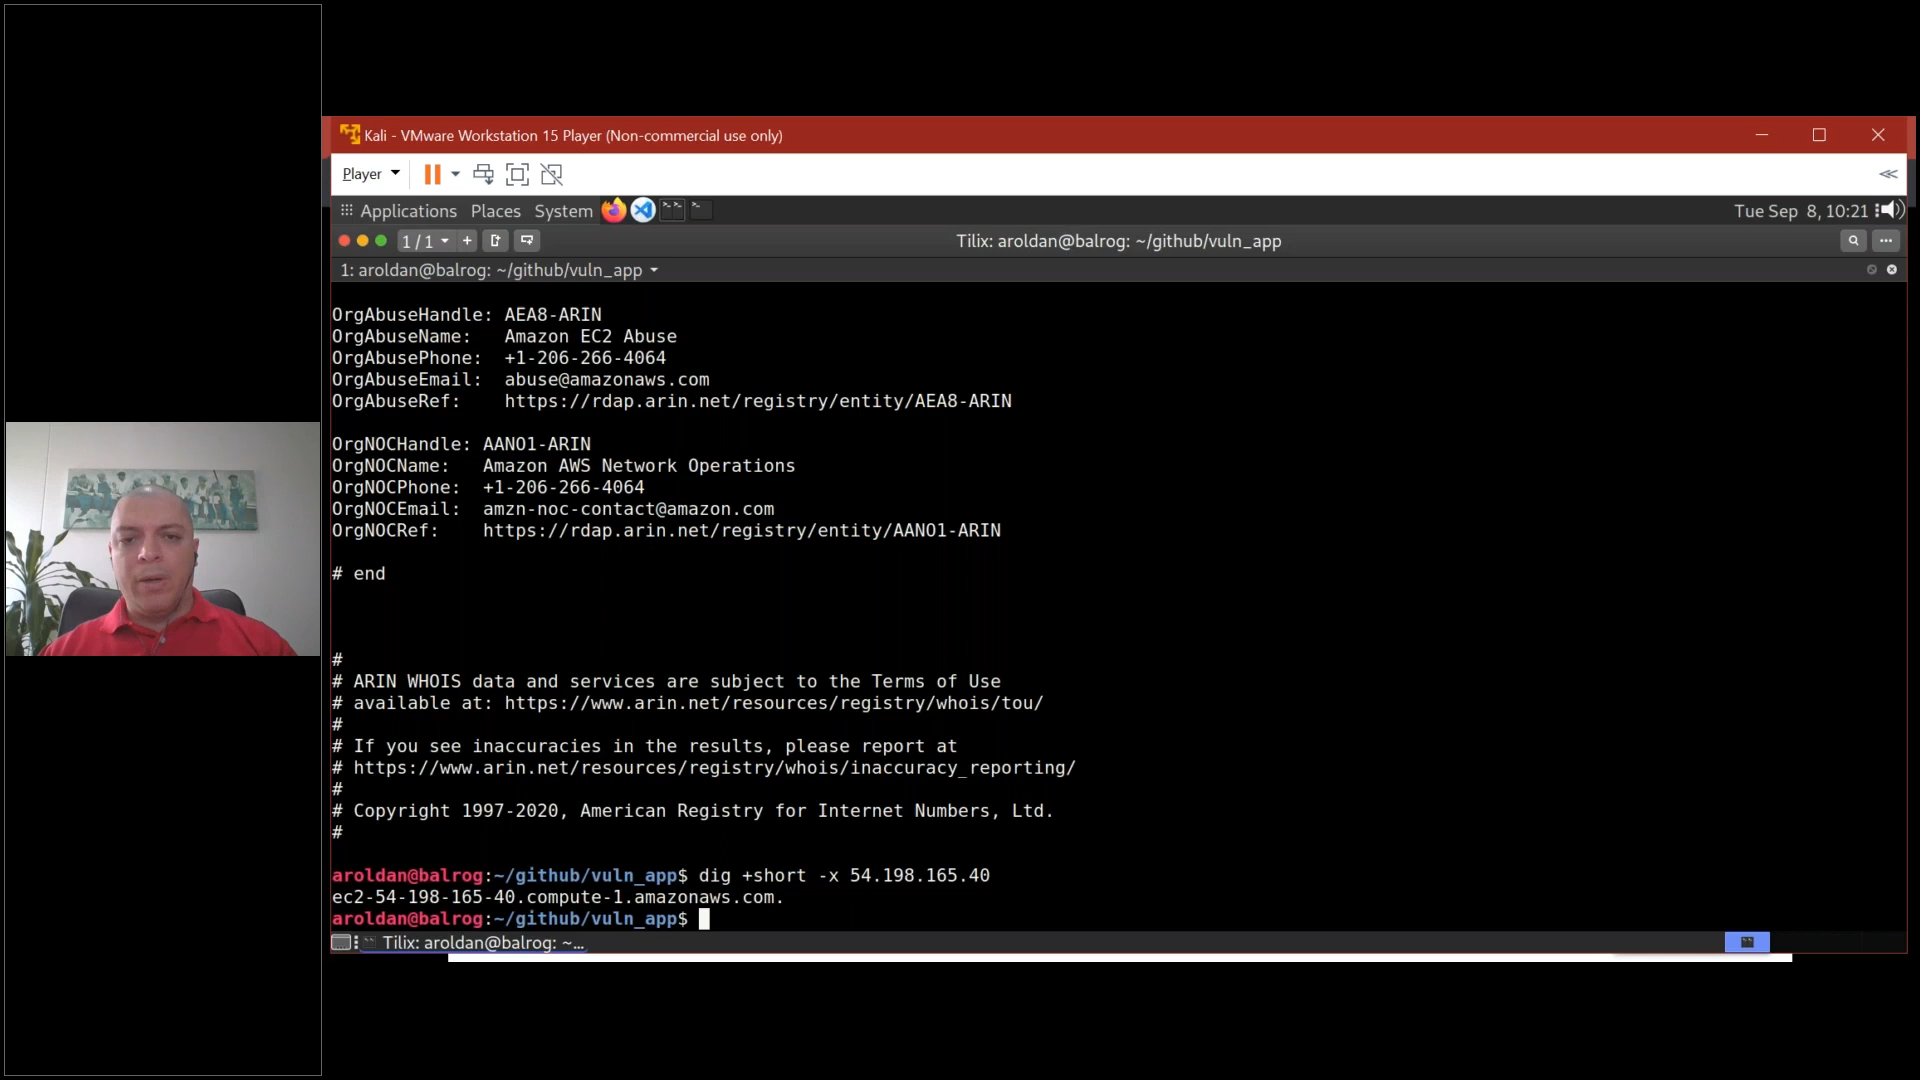 Kali - VMware Workstation 15 Player (Non-commercial use only)
Player
Applications Places System
Tue Sep 8, 10:21
1 / 1
Tilix: aroldan@balrog: ~/github/vuln_app
1: aroldan@balrog: ~/github/vuln_app
OrgAbuseHandle: AEA8-ARIN
OrgAbuseName:   Amazon EC2 Abuse
OrgAbusePhone:  +1-206-266-4064
OrgAbuseEmail:  abuse@amazonaws.com
OrgAbuseRef:    https://rdap.arin.net/registry/entity/AEA8-ARIN
OrgNOCHandle: AANO1-ARIN
OrgNOCName:   Amazon AWS Network Operations
OrgNOCPhone:  +1-206-266-4064
OrgNOCEmail:  amzn-noc-contact@amazon.com
OrgNOCRef:    https://rdap.arin.net/registry/entity/AANO1-ARIN
# end
#
# ARIN WHOIS data and services are subject to the Terms of Use
# available at: https://www.arin.net/resources/registry/whois/tou/
#
# If you see inaccuracies in the results, please report at
# https://www.arin.net/resources/registry/whois/inaccuracy_reporting/
#
# Copyright 1997-2020, American Registry for Internet Numbers, Ltd.
#
aroldan@balrog:~/github/vuln_app$ dig +short -x 54.198.165.40
ec2-54-198-165-40.compute-1.amazonaws.com.
aroldan@balrog:~/github/vuln_app$
Tilix: aroldan@balrog: ~...